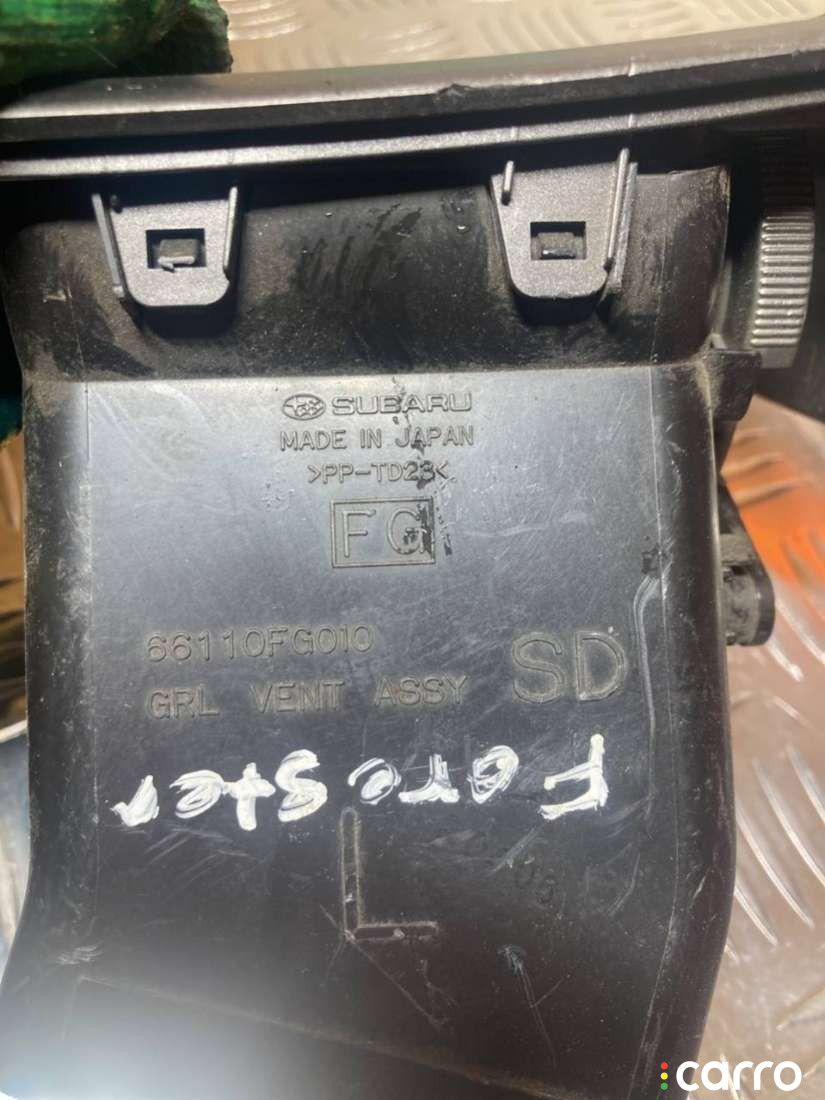 SUBARU
MADE IN JAPAN
>PP-TD23<
FG
66110FG010
GRL VENT ASSY
SD
Forester
L
carro